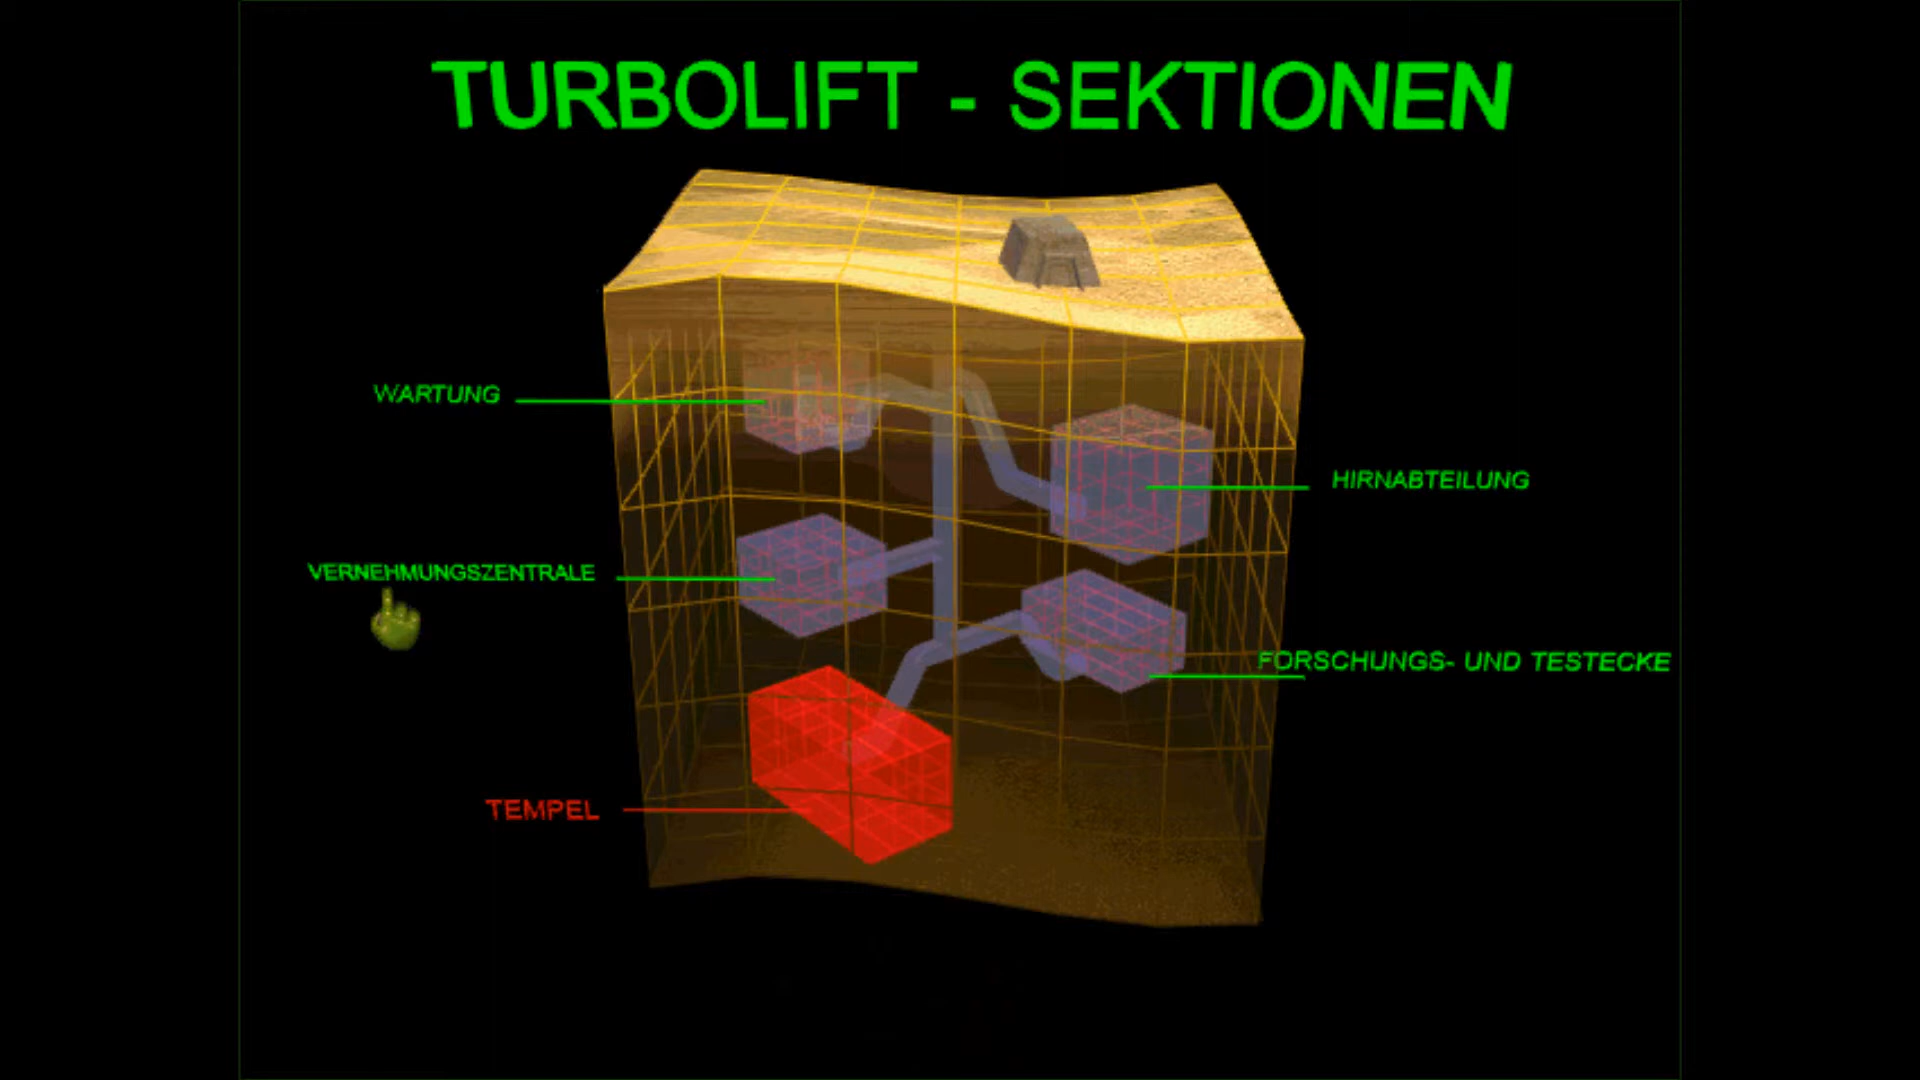 TURBOLIFT - SEKTIONEN
WARTUNG
HIRNABTEILUNG
VERNEHMUNGSZENTRALE
FORSCHUNGS- UND TESTECKE
TEMPEL